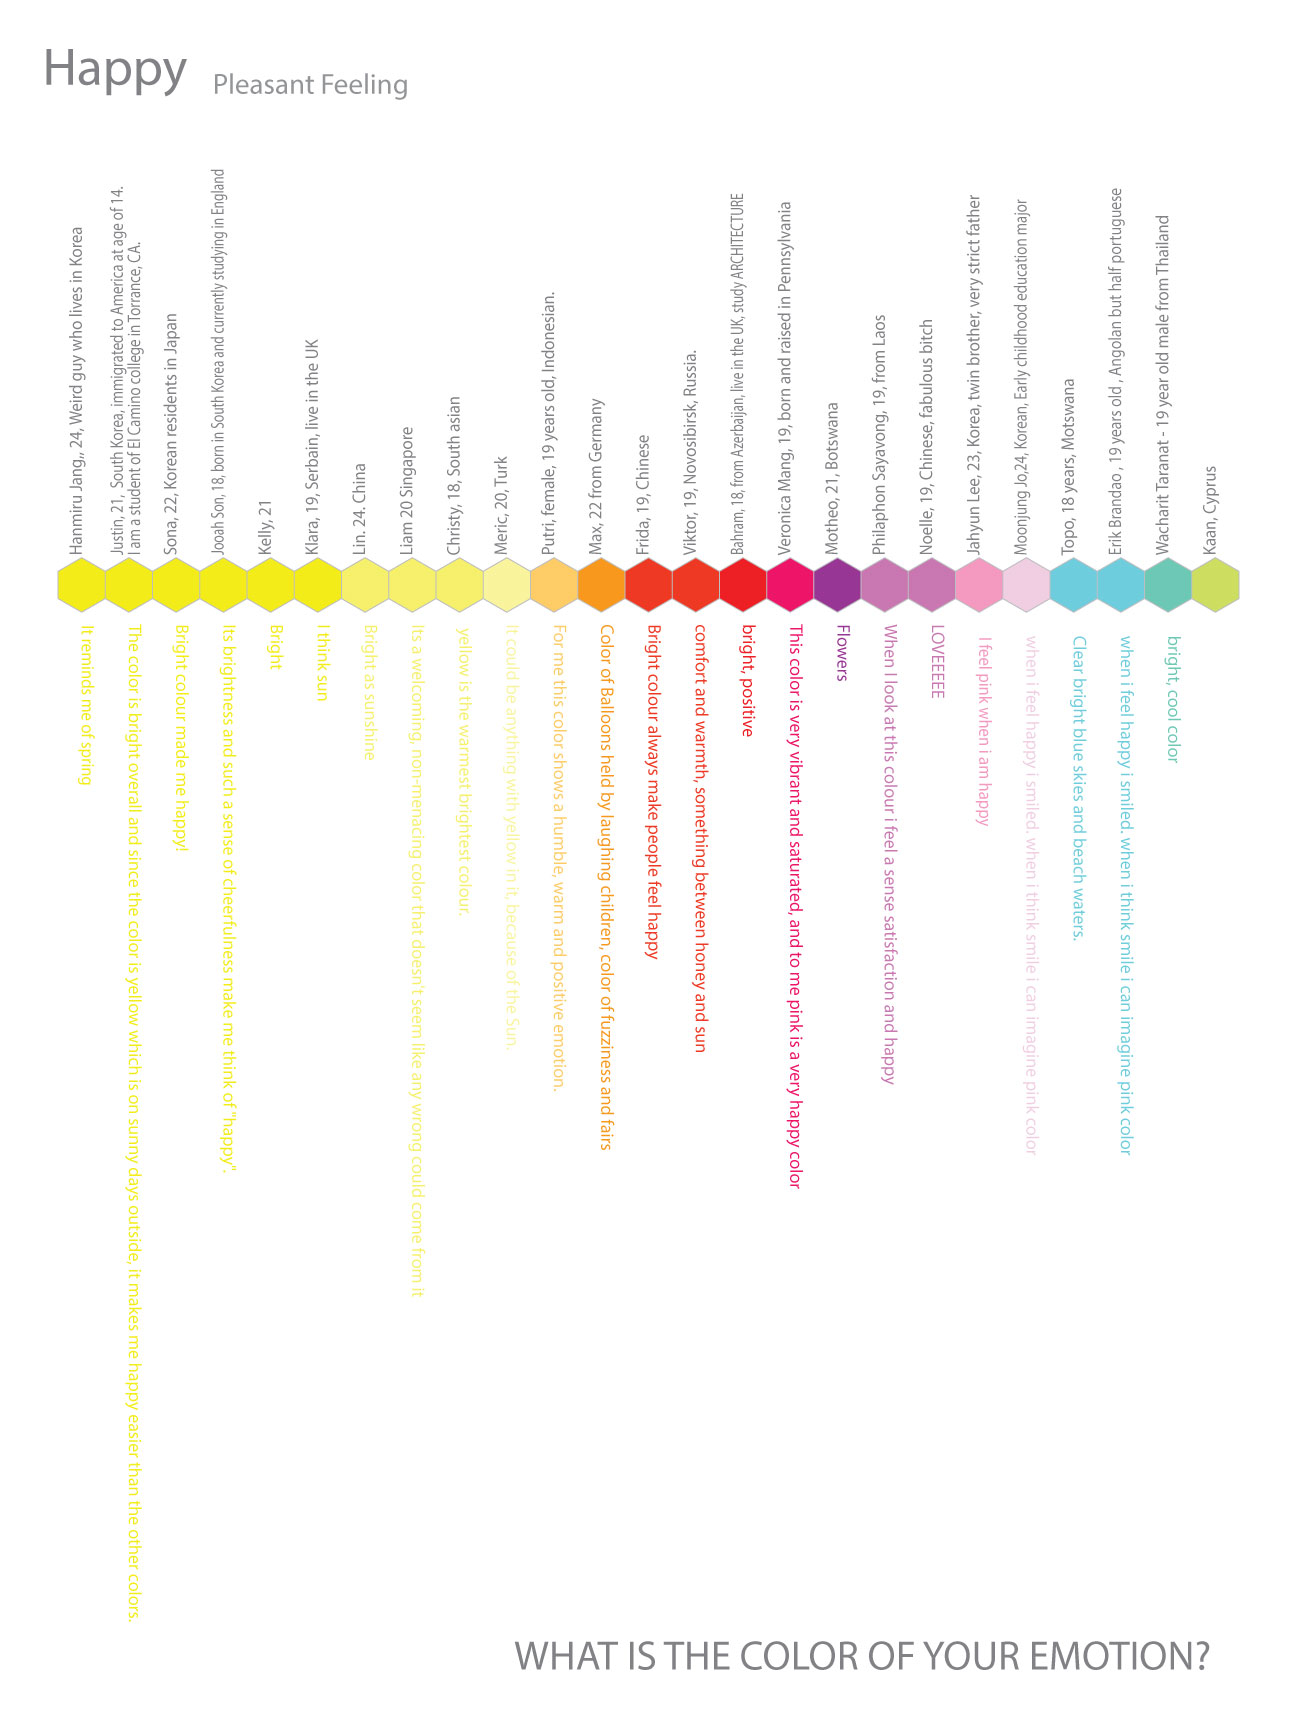 Happy
Pleasant Feeling
Hanmiru Jang,, 24, Weird guy who lives in Korea
Justin, 21, South Korea, immigrated to America at age of 14.
I am a student of El Camino college in Torrance, CA.
Sona, 22, Korean residents in Japan
Jooah Son, 18, born in South Korea and currently studying in England
Kelly, 21
Klara, 19, Serbain, live in the UK
Lin. 24. China
Liam 20 Singapore
Christy, 18, South asian
Meric, 20, Turk
Putri, female, 19 years old, Indonesian.
Max, 22 from Germany
Frida, 19, Chinese
Viktor, 19, Novosibirsk, Russia.
Bahram, 18, from Azerbaijan, live in the UK, study ARCHITECTURE
Veronica Mang, 19, born and raised in Pennsylvania
Motheo, 21, Botswana
Philaphon Sayavong, 19, from Laos
Noelle, 19, Chinese, fabulous bitch
Jahyun Lee, 23, Korea, twin brother, very strict father
Moonjung Jo,24, Korean, Early childhood education major
Topo, 18 years, Motswana
Erik Brandao , 19 years old , Angolan but half portuguese
Wacharit Taranat - 19 year old male from Thailand
Kaan, Cyprus
It reminds me of spring
The color is bright overall and since the color is yellow which is on sunny days outside, it makes me happy easier than the other colors.
Bright colour made me happy!
Its brightness and such a sense of cheerfulness make me think of "happy".
Bright
I think sun
Bright as sunshine
Its a welcoming, non-menacing color that doesn't seem like any wrong could come from it
yellow is the warmest brightest colour.
It could be anything with yellow in it, because of the Sun.
For me this color shows a humble, warm and positive emotion.
Color of Balloons held by laughing children, color of fuzziness and fairs
Bright colour always make people feel happy
comfort and warmth, something between honey and sun
bright, positive
This color is very vibrant and saturated, and to me pink is a very happy color
Flowers
When I look at this colour i feel a sense satisfaction and happy
LOVEEEEE
I feel pink when i am happy
when i feel happy i smiled. when i think smile i can imagine pink color
Clear bright blue skies and beach waters.
when i feel happy i smiled. when i think smile i can imagine pink color
bright, cool color
WHAT IS THE COLOR OF YOUR EMOTION?